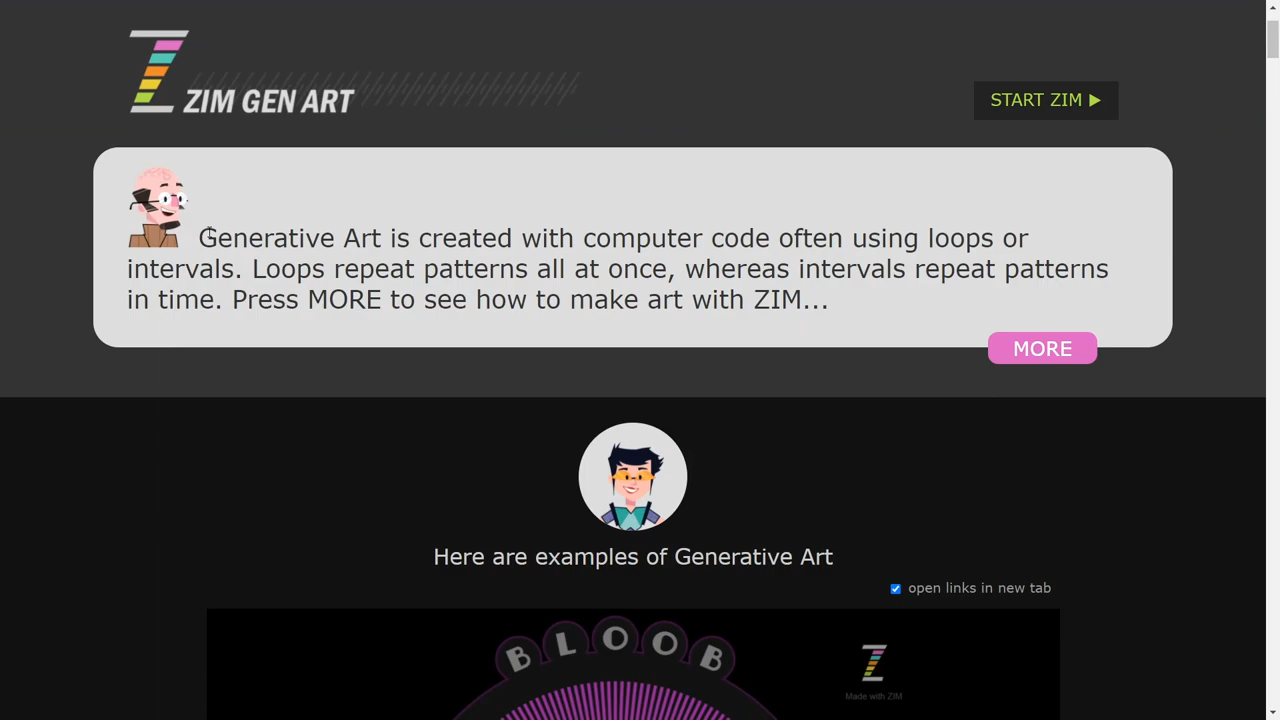 ZIM GEN ART
START ZIM ▶
Generative Art is created with computer code often using loops or
intervals. Loops repeat patterns all at once, whereas intervals repeat patterns
in time. Press MORE to see how to make art with ZIM...
MORE
Here are examples of Generative Art
open links in new tab
BLOOB
Made with ZIM